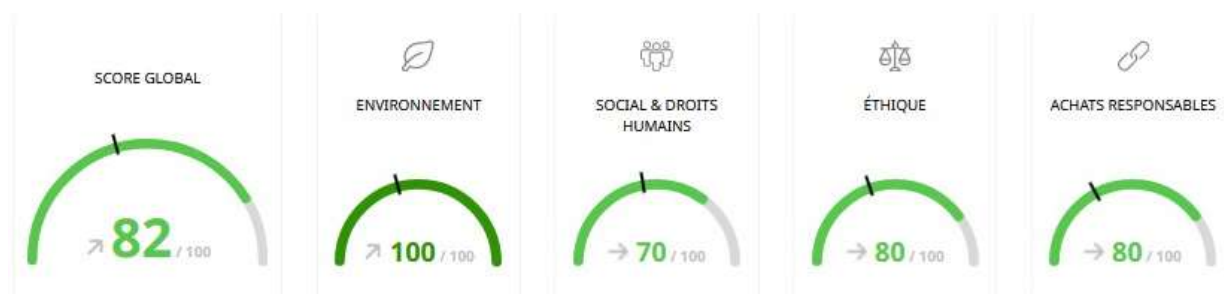 SCORE GLOBAL
82 / 100
ENVIRONNEMENT
100 / 100
SOCIAL & DROITS
HUMAINS
70 / 100
ÉTHIQUE
80 / 100
ACHATS RESPONSABLES
80 / 100